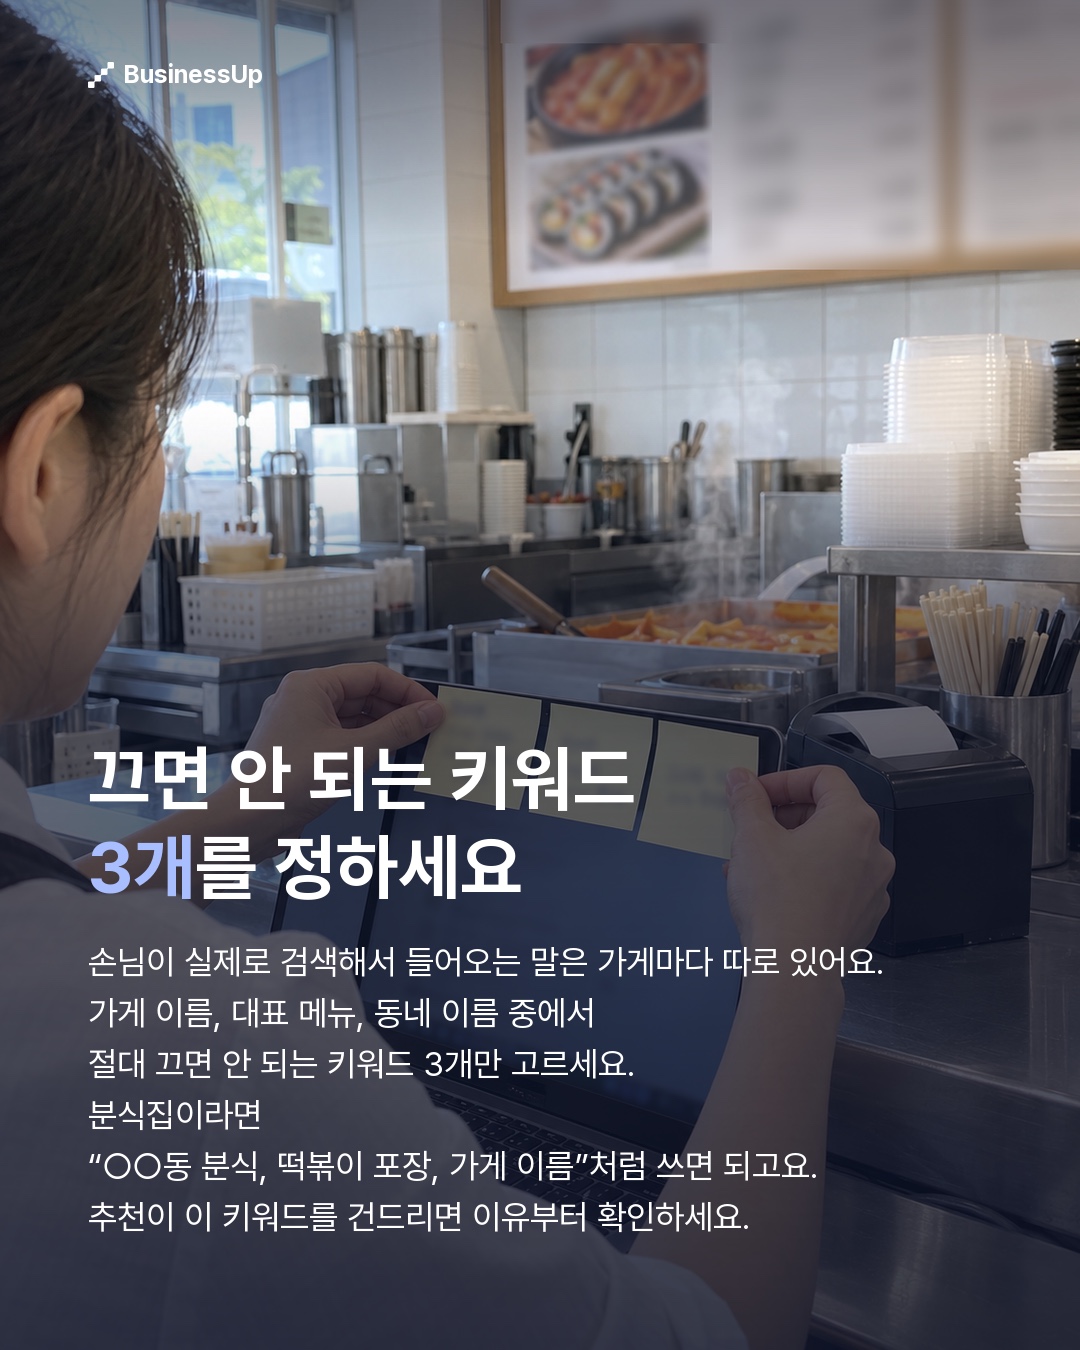 BusinessUp
끄면 안 되는 키워드
3개를 정하세요
손님이 실제로 검색해서 들어오는 말은 가게마다 따로 있어요.
가게 이름, 대표 메뉴, 동네 이름 중에서
절대 끄면 안 되는 키워드 3개만 고르세요.
분식집이라면
“○○동 분식, 떡볶이 포장, 가게 이름”처럼 쓰면 되고요.
추천이 이 키워드를 건드리면 이유부터 확인하세요.